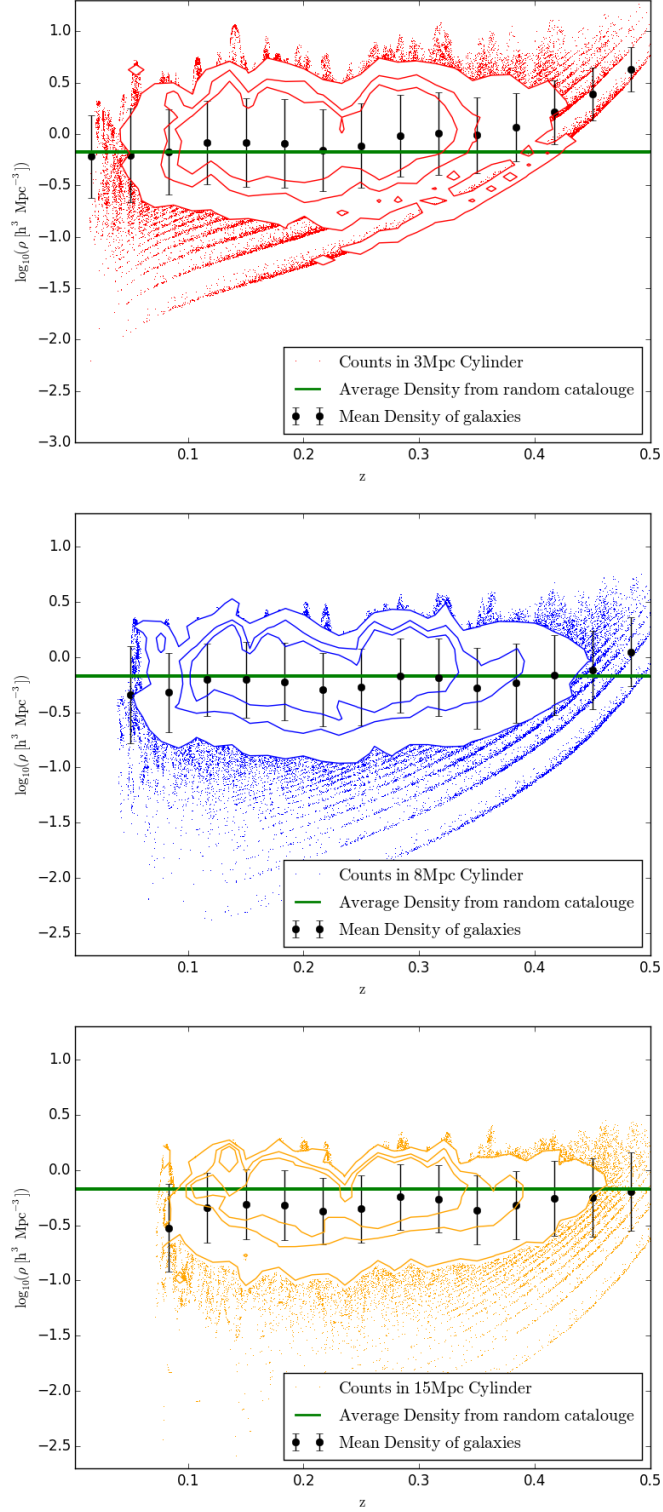 1.0
0.5
0.0
−0.5
−1.0
−1.5
−2.0
−2.5
−3.0
log10(ρ [h³ Mpc⁻³])
Counts in 3Mpc Cylinder
Average Density from random catalouge
Mean Density of galaxies
0.1 0.2 0.3 0.4 0.5
z
1.0
0.5
0.0
−0.5
−1.0
−1.5
−2.0
−2.5
log10(ρ [h³ Mpc⁻³])
Counts in 8Mpc Cylinder
Average Density from random catalouge
Mean Density of galaxies
0.1 0.2 0.3 0.4 0.5
z
1.0
0.5
0.0
−0.5
−1.0
−1.5
−2.0
−2.5
log10(ρ [h³ Mpc⁻³])
Counts in 15Mpc Cylinder
Average Density from random catalouge
Mean Density of galaxies
0.1 0.2 0.3 0.4 0.5
z